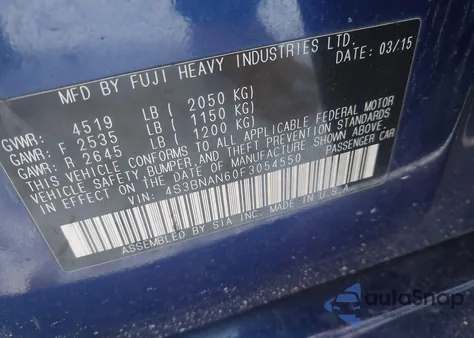 MFD BY FUJI HEAVY INDUSTRIES LTD.
DATE: 03/15
GVWR: 4519 LB ( 2050 KG)
GAWR: F 2535 LB ( 1150 KG)
R 2645 LB ( 1200 KG)
THIS VEHICLE CONFORMS TO ALL APPLICABLE FEDERAL MOTOR
VEHICLE SAFETY, BUMPER, AND THEFT PREVENTION STANDARDS
IN EFFECT ON THE DATE OF MANUFACTURE SHOWN ABOVE.
VIN: 4S3BNAN60F3054550
PASSENGER CAR
ASSEMBLED BY SIA INC. MADE IN U.S.A
autoSnap